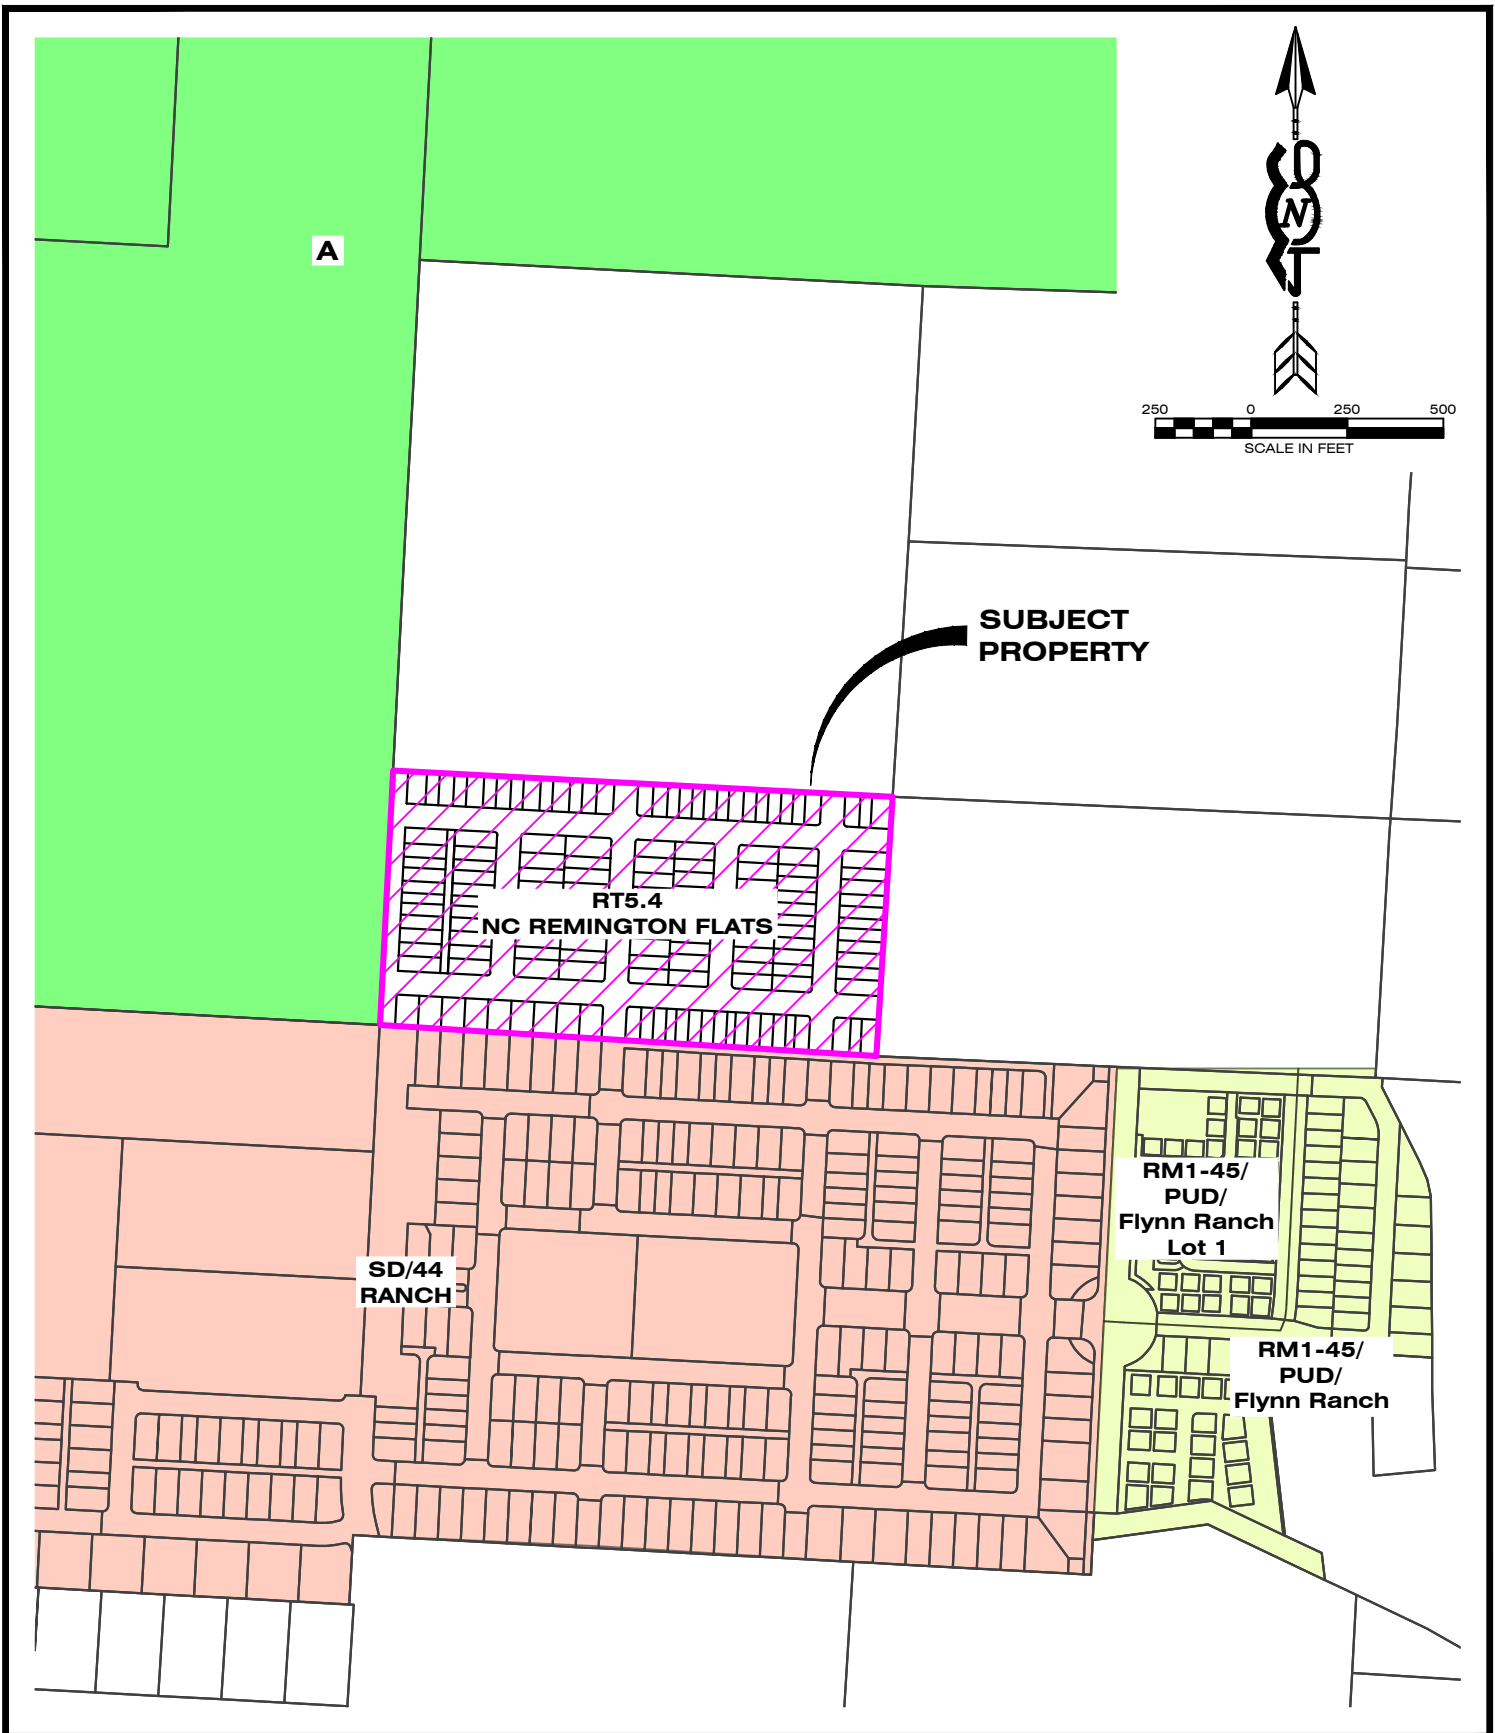 A
N
250 0 250 500
SCALE IN FEET
SUBJECT
PROPERTY
RT5.4
NC REMINGTON FLATS
RM1-45/
PUD/
Flynn Ranch
Lot 1
SD/44
RANCH
RM1-45/
PUD/
Flynn Ranch